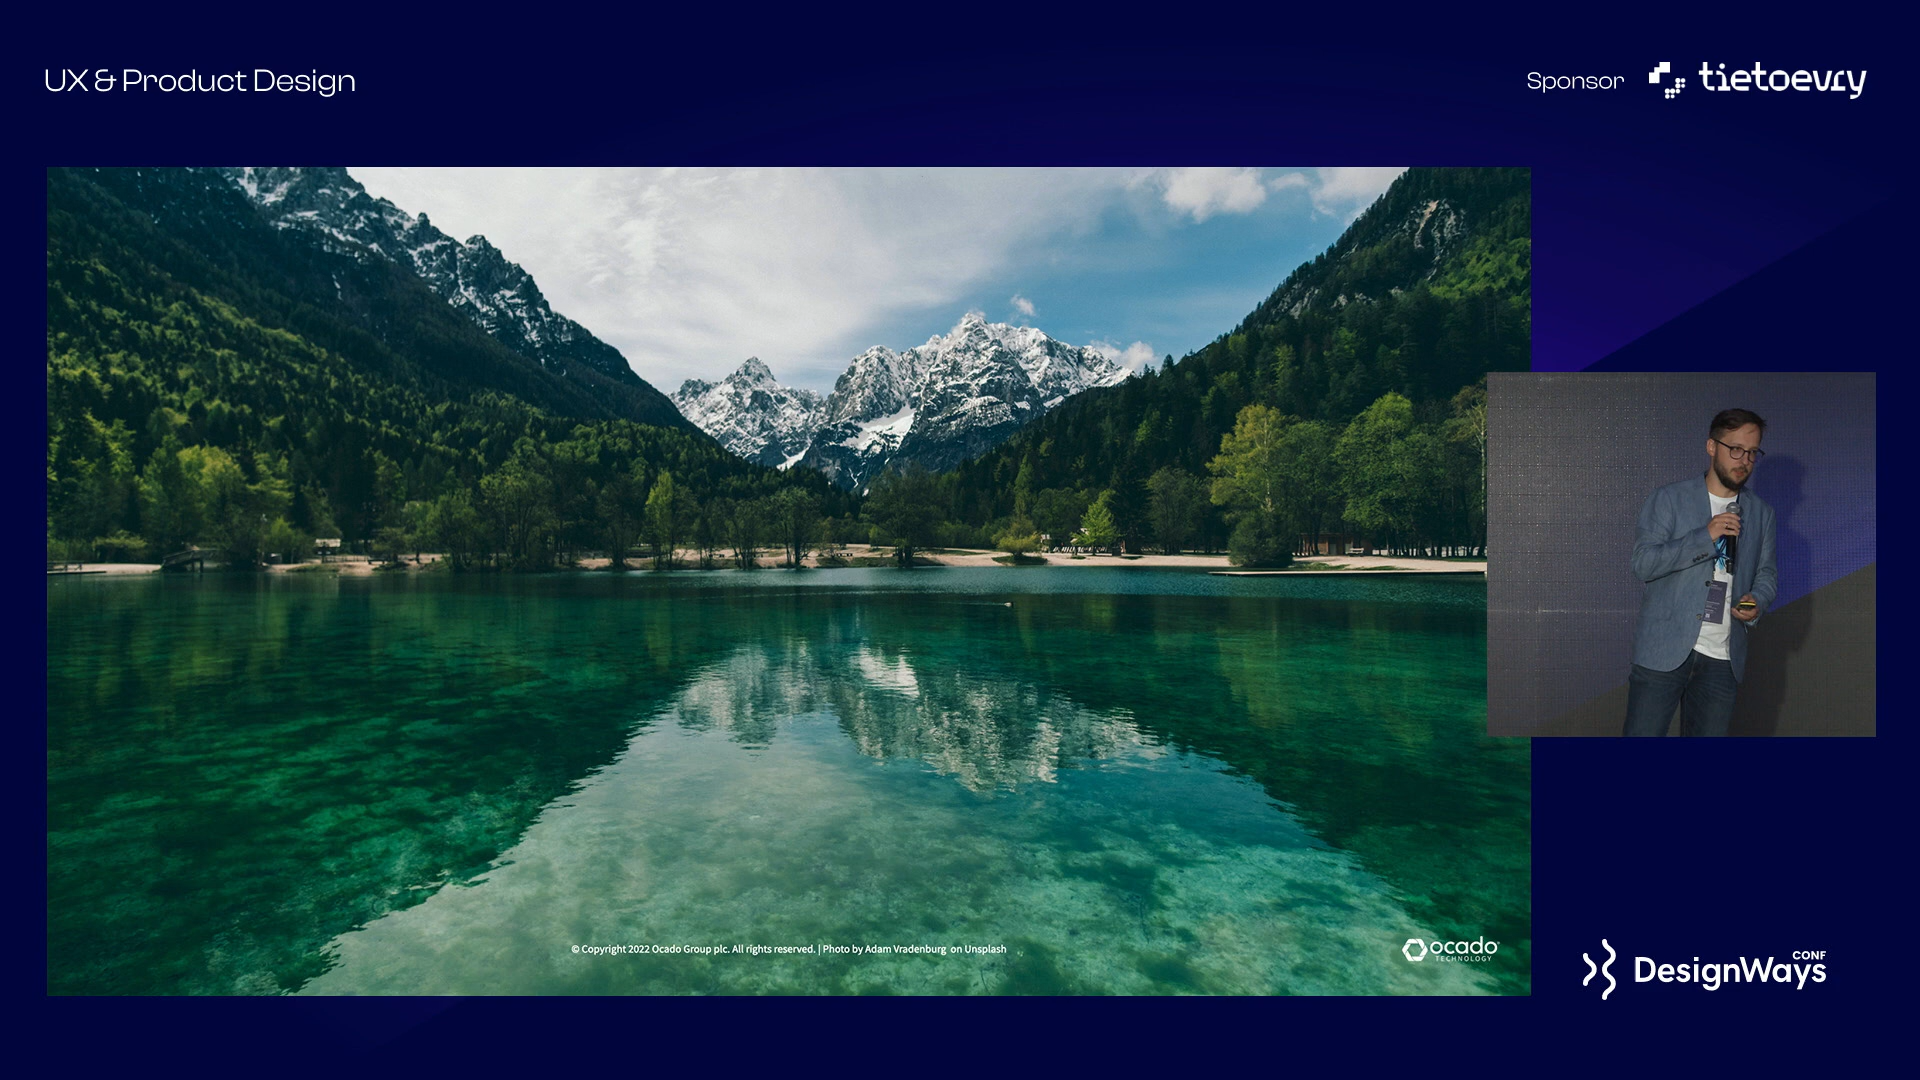 UX & Product Design
Sponsor tietoevry
© Copyright 2022 Ocado Group plc. All rights reserved. | Photo by Adam Vradenburg on Unsplash
ocado
TECHNOLOGY
DesignWays CONF